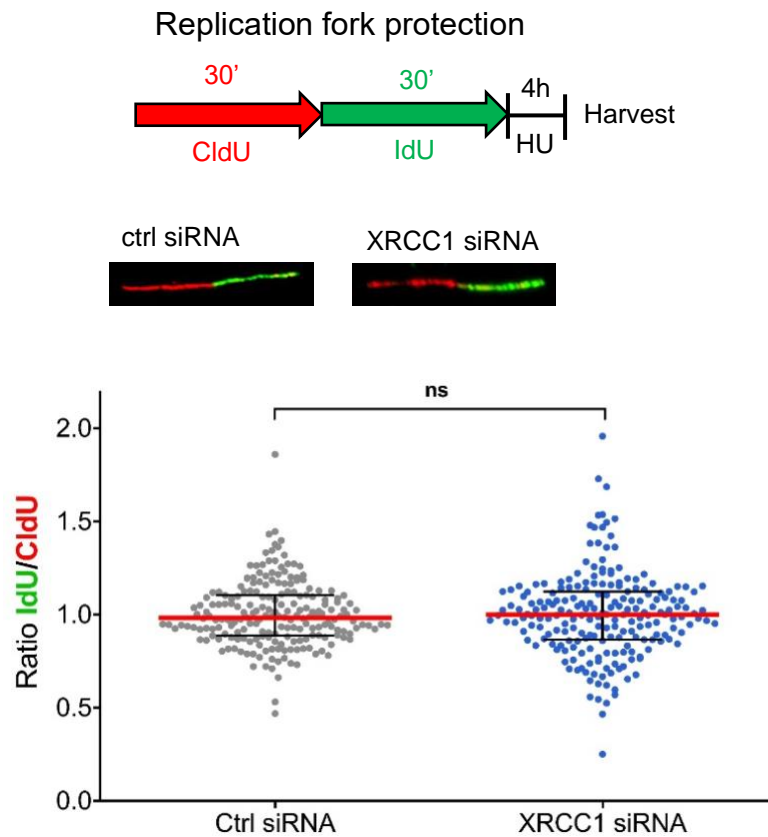 Replication fork protection
30’ 30’ 4h
CldU IdU HU Harvest
ctrl siRNA XRCC1 siRNA
ns
2.0
1.5
1.0
0.5
0.0
Ratio IdU/CldU
Ctrl siRNA XRCC1 siRNA